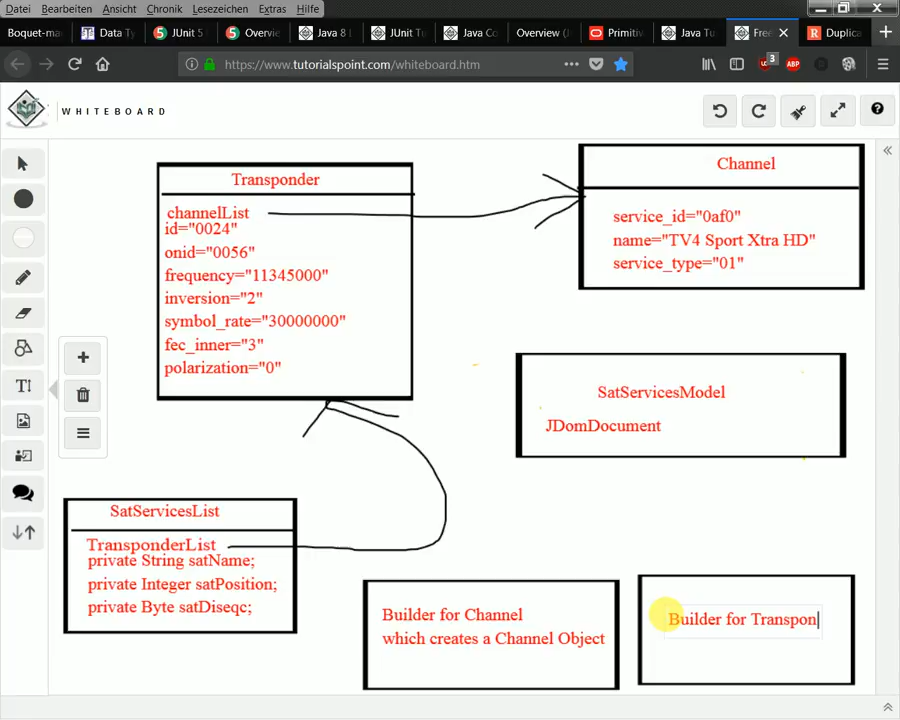 Datei Bearbeiten Ansicht Chronik Lesezeichen Extras Hilfe
Boquet-ma
Data Ty
JUnit 5
Overvie
Java 8 |
JUnit Tu
Java Co
Overview (J
Primitiv
Java Tu
Free
Duplica
https://www.tutorialspoint.com/whiteboard.htm
3
ABP
WHITEBOARD
Transponder
channelList
id="0024"
onid="0056"
frequency="11345000"
inversion="2"
symbol_rate="30000000"
fec_inner="3"
polarization="0"
Channel
service_id="0af0"
name="TV4 Sport Xtra HD"
service_type="01"
T
SatServicesModel
JDomDocument
SatServicesList
TransponderList
private String satName;
private Integer satPosition;
private Byte satDiseqc;
Builder for Channel
which creates a Channel Object
Builder for Transpon